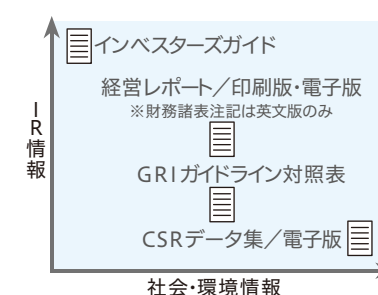 インベスターズガイド
経営レポート／印刷版・電子版
※財務諸表注記は英文版のみ
GRIガイドライン対照表
CSRデータ集／電子版
IR情報
社会・環境情報